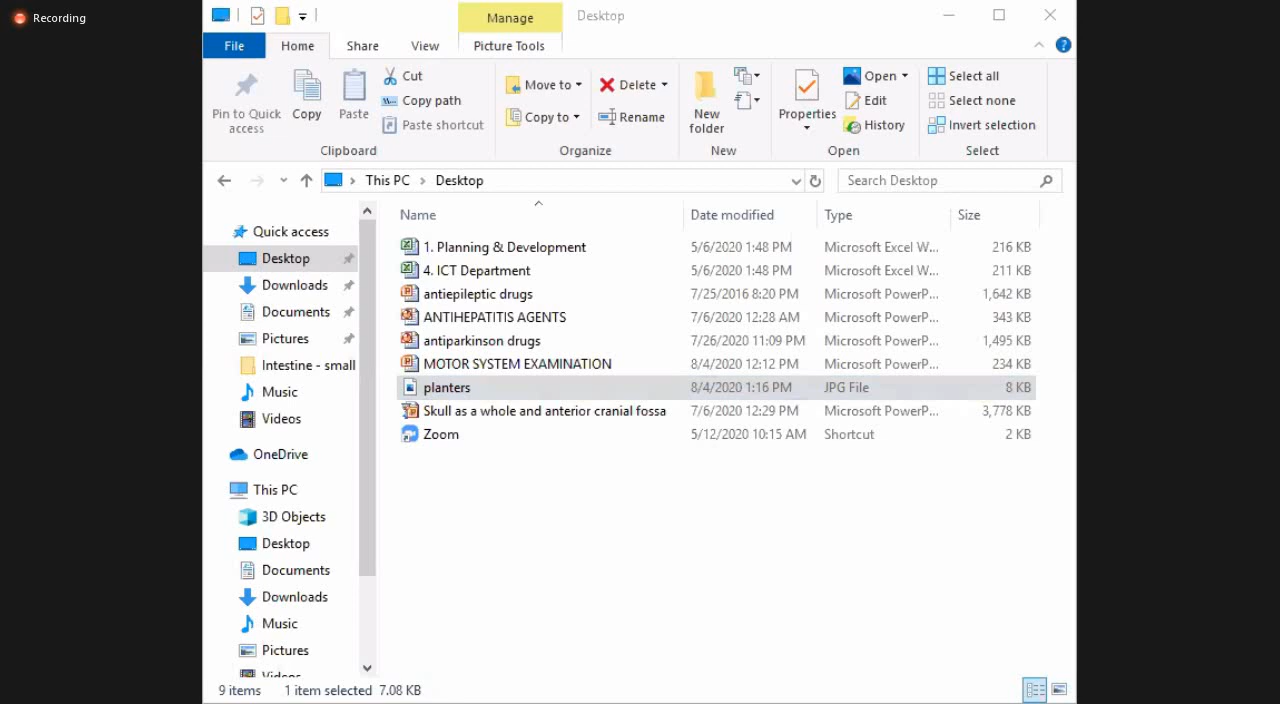 Recording
Manage
Desktop
File
Home
Share
View
Picture Tools
Pin to Quick access
Copy
Paste
Cut
Copy path
Paste shortcut
Clipboard
Move to
Copy to
Delete
Rename
Organize
New folder
New
Properties
Open
Edit
History
Open
Select all
Select none
Invert selection
Select
This PC
Desktop
Search Desktop
Quick access
Desktop
Downloads
Documents
Pictures
Intestine - small
Music
Videos
OneDrive
This PC
3D Objects
Desktop
Documents
Downloads
Music
Pictures
Videos
Name Date modified Type Size
1. Planning & Development 5/6/2020 1:48 PM Microsoft Excel W... 216 KB
4. ICT Department 5/6/2020 1:48 PM Microsoft Excel W... 211 KB
antiepileptic drugs 7/25/2016 8:20 PM Microsoft PowerP... 1,642 KB
ANTIHEPATITIS AGENTS 7/6/2020 12:28 AM Microsoft PowerP... 343 KB
antiparkinson drugs 7/26/2020 11:09 PM Microsoft PowerP... 1,495 KB
MOTOR SYSTEM EXAMINATION 8/4/2020 12:12 PM Microsoft PowerP... 234 KB
planters 8/4/2020 1:16 PM JPG File 8 KB
Skull as a whole and anterior cranial fossa 7/6/2020 12:29 PM Microsoft PowerP... 3,778 KB
Zoom 5/12/2020 10:15 AM Shortcut 2 KB
9 items 1 item selected 7.08 KB